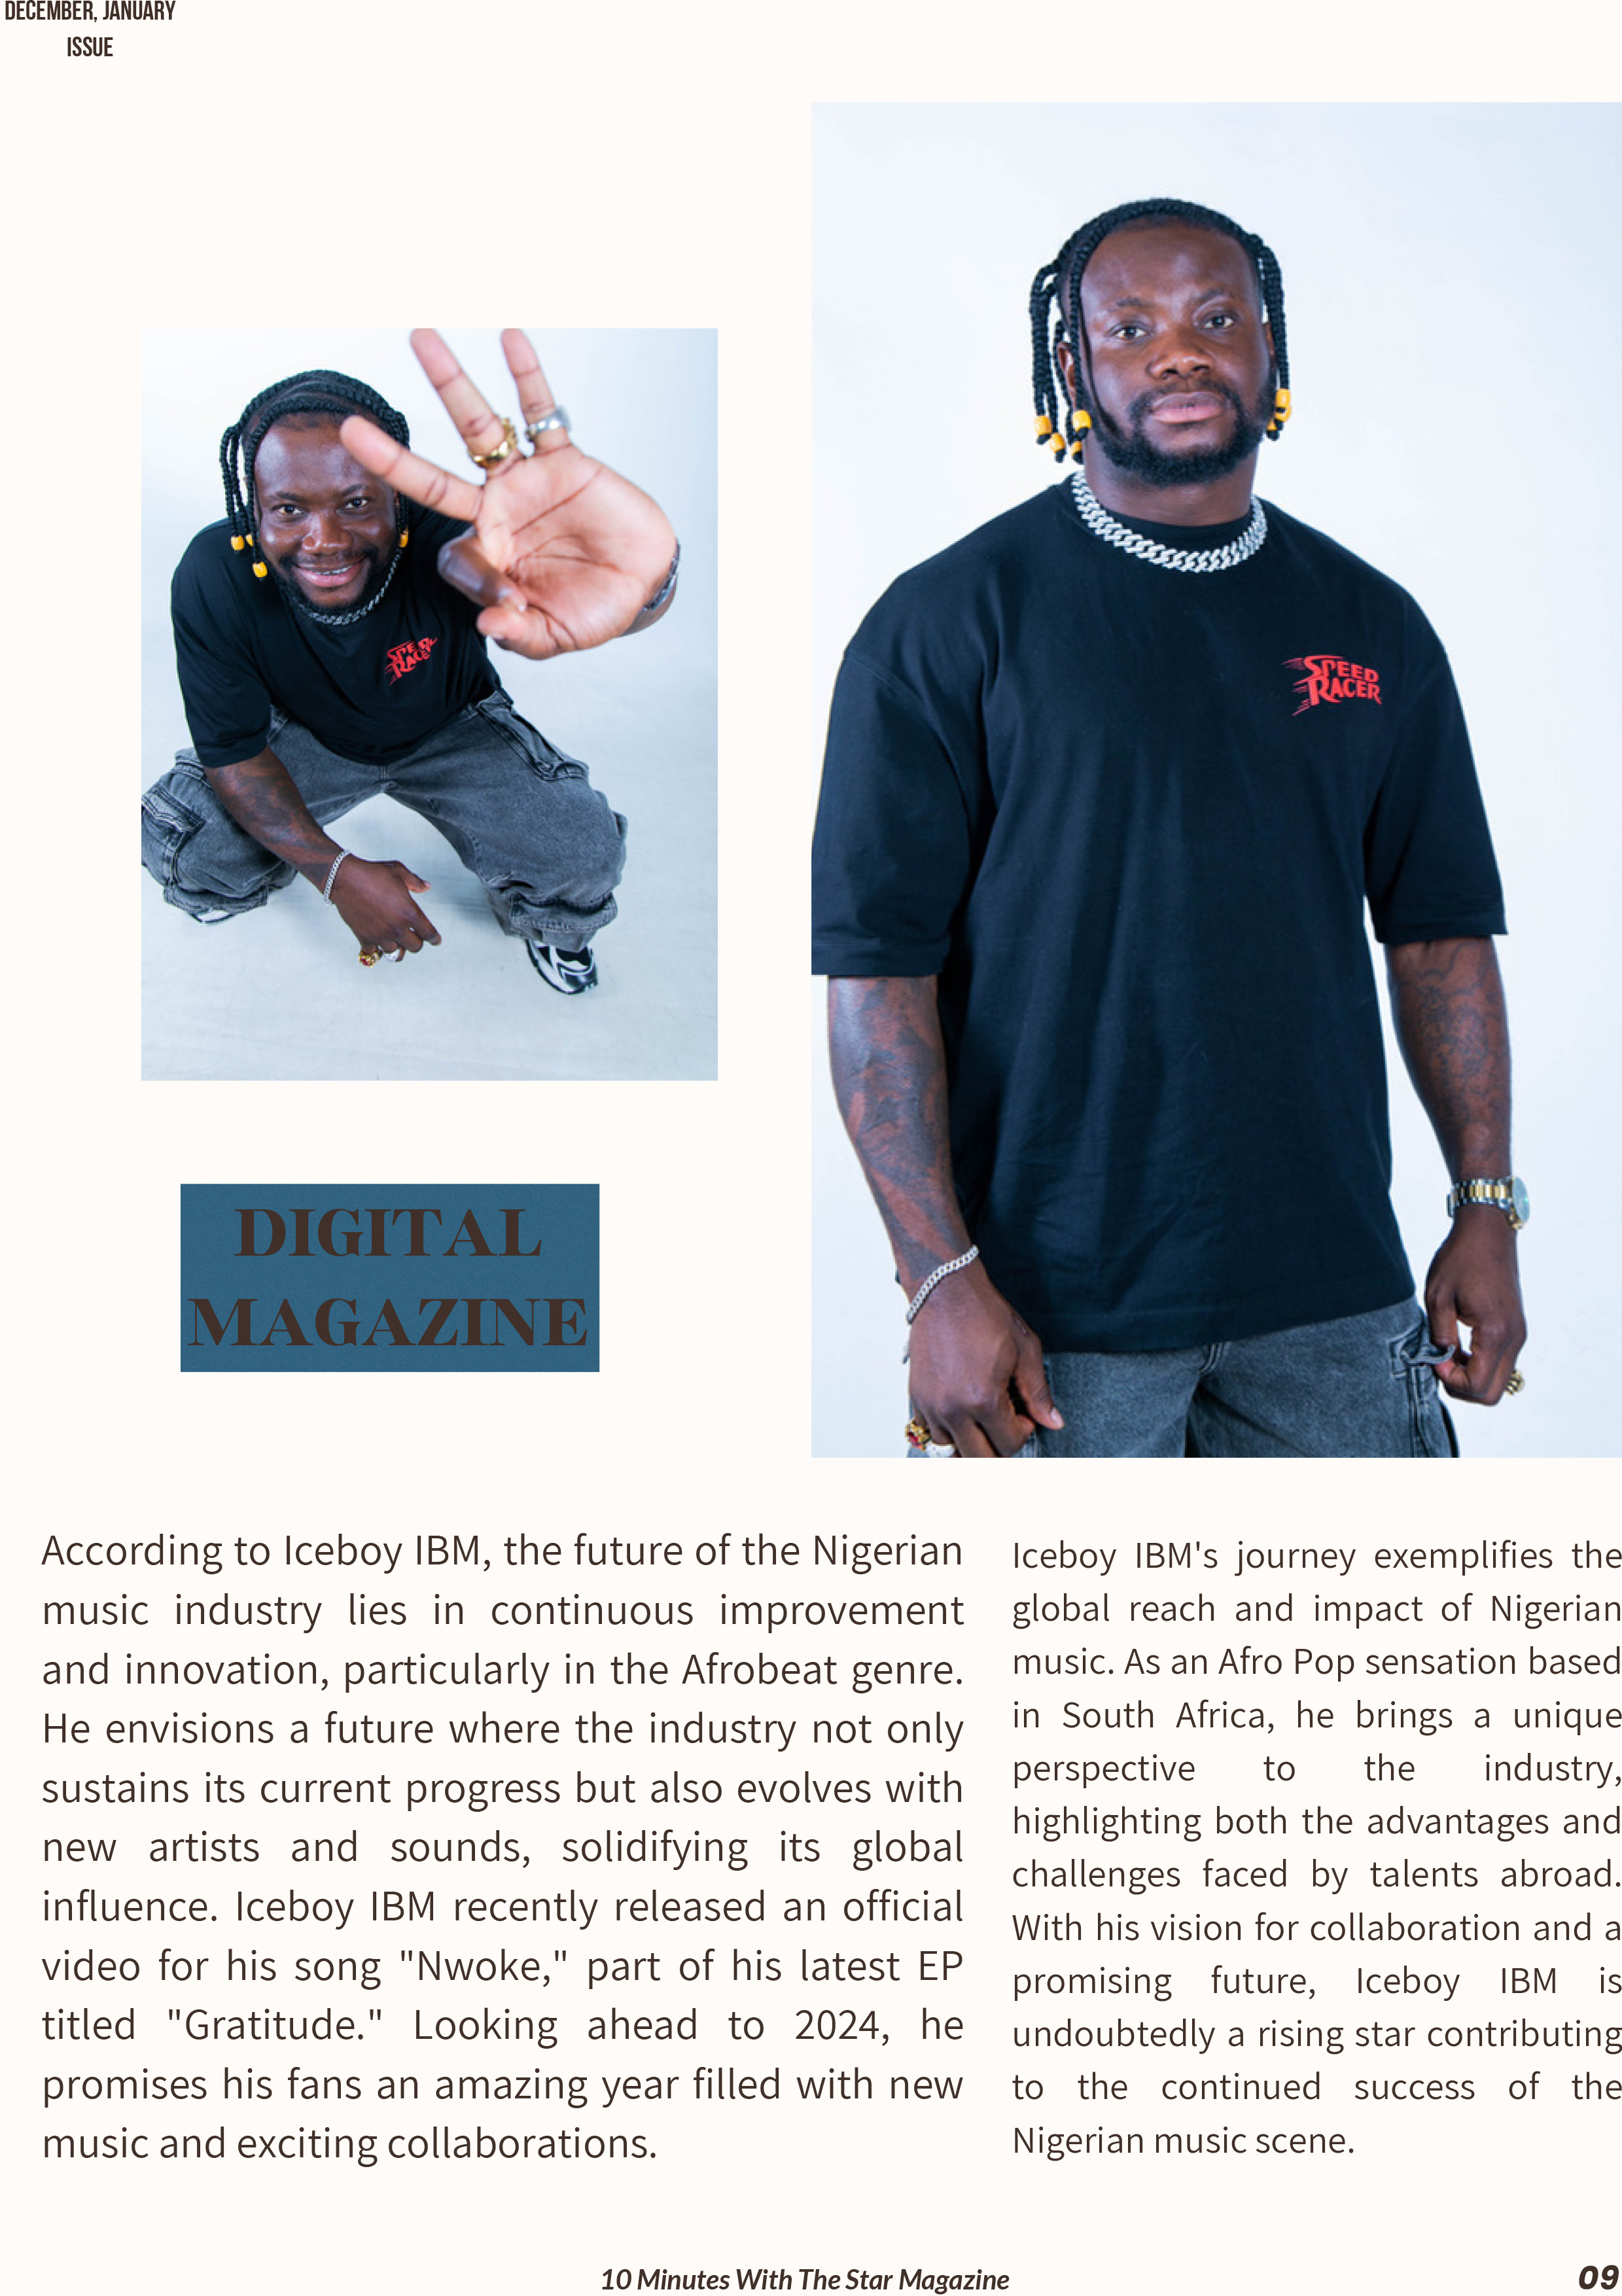 DECEMBER, JANUARY
ISSUE
SPEED
RACER
SPEED
RACER
DIGITAL
MAGAZINE
According to Iceboy IBM, the future of the Nigerian
music industry lies in continuous improvement
and innovation, particularly in the Afrobeat genre.
He envisions a future where the industry not only
sustains its current progress but also evolves with
new artists and sounds, solidifying its global
influence. Iceboy IBM recently released an official
video for his song "Nwoke," part of his latest EP
titled "Gratitude." Looking ahead to 2024, he
promises his fans an amazing year filled with new
music and exciting collaborations.
Iceboy IBM's journey exemplifies the
global reach and impact of Nigerian
music. As an Afro Pop sensation based
in South Africa, he brings a unique
perspective to the industry,
highlighting both the advantages and
challenges faced by talents abroad.
With his vision for collaboration and a
promising future, Iceboy IBM is
undoubtedly a rising star contributing
to the continued success of the
Nigerian music scene.
10 Minutes With The Star Magazine
09